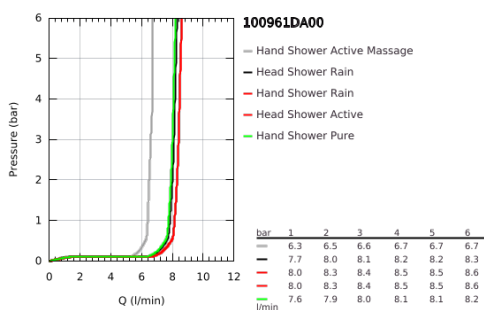 100961DA00
Pressure (bar)
6
5
4
3
2
1
0
0 2 4 6 8 10 12
Q (l/min)
Hand Shower Active Massage
Head Shower Rain
Hand Shower Rain
Head Shower Active
Hand Shower Pure
bar 1 2 3 4 5 6
6.3 6.5 6.6 6.7 6.7 6.7
7.7 8.0 8.1 8.2 8.2 8.3
8.0 8.3 8.4 8.5 8.5 8.6
8.0 8.3 8.4 8.5 8.5 8.6
7.6 7.9 8.0 8.1 8.1 8.2
l/min